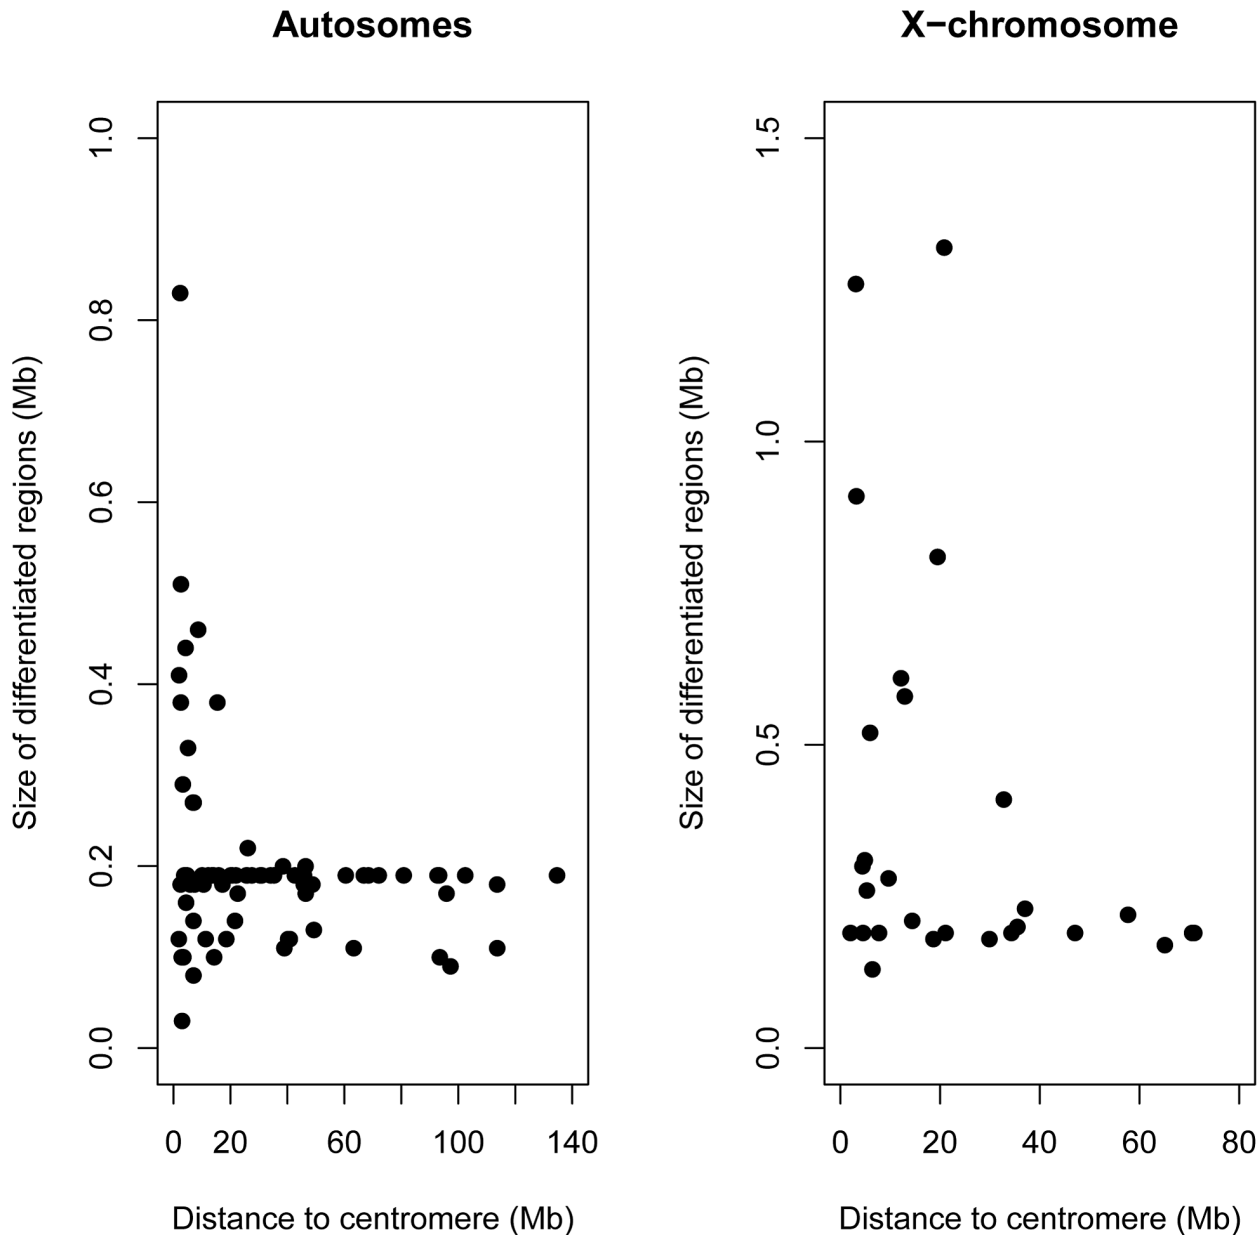 Autosomes
Size of differentiated regions (Mb)
1.0
0.8
0.6
0.4
0.2
0.0
0 20 60 100 140
Distance to centromere (Mb)
X−chromosome
Size of differentiated regions (Mb)
1.5
1.0
0.5
0.0
0 20 40 60 80
Distance to centromere (Mb)